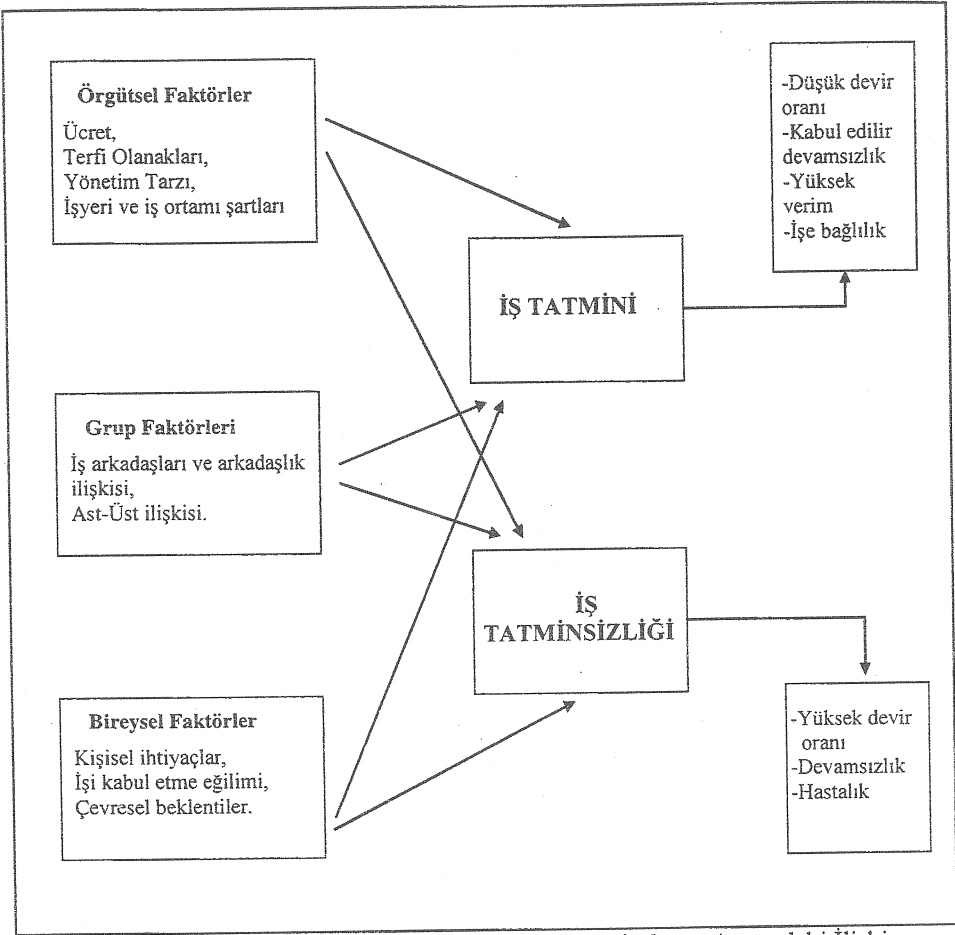 Örgütsel Faktörler
Ücret,
Terfi Olanakları,
Yönetim Tarzı,
İşyeri ve iş ortamı şartları
Grup Faktörleri
İş arkadaşları ve arkadaşlık
ilişkisi,
Ast-Üst ilişkisi.
Bireysel Faktörler
Kişisel ihtiyaçlar,
İşi kabul etme eğilimi,
Çevresel beklentiler.
İŞ TATMİNİ
İŞ
TATMİNSİZLİĞİ
-Düşük devir
oranı
-Kabul edilir
devamsızlık
-Yüksek
verim
-İşe bağlılık
-Yüksek devir
oranı
-Devamsızlık
-Hastalık